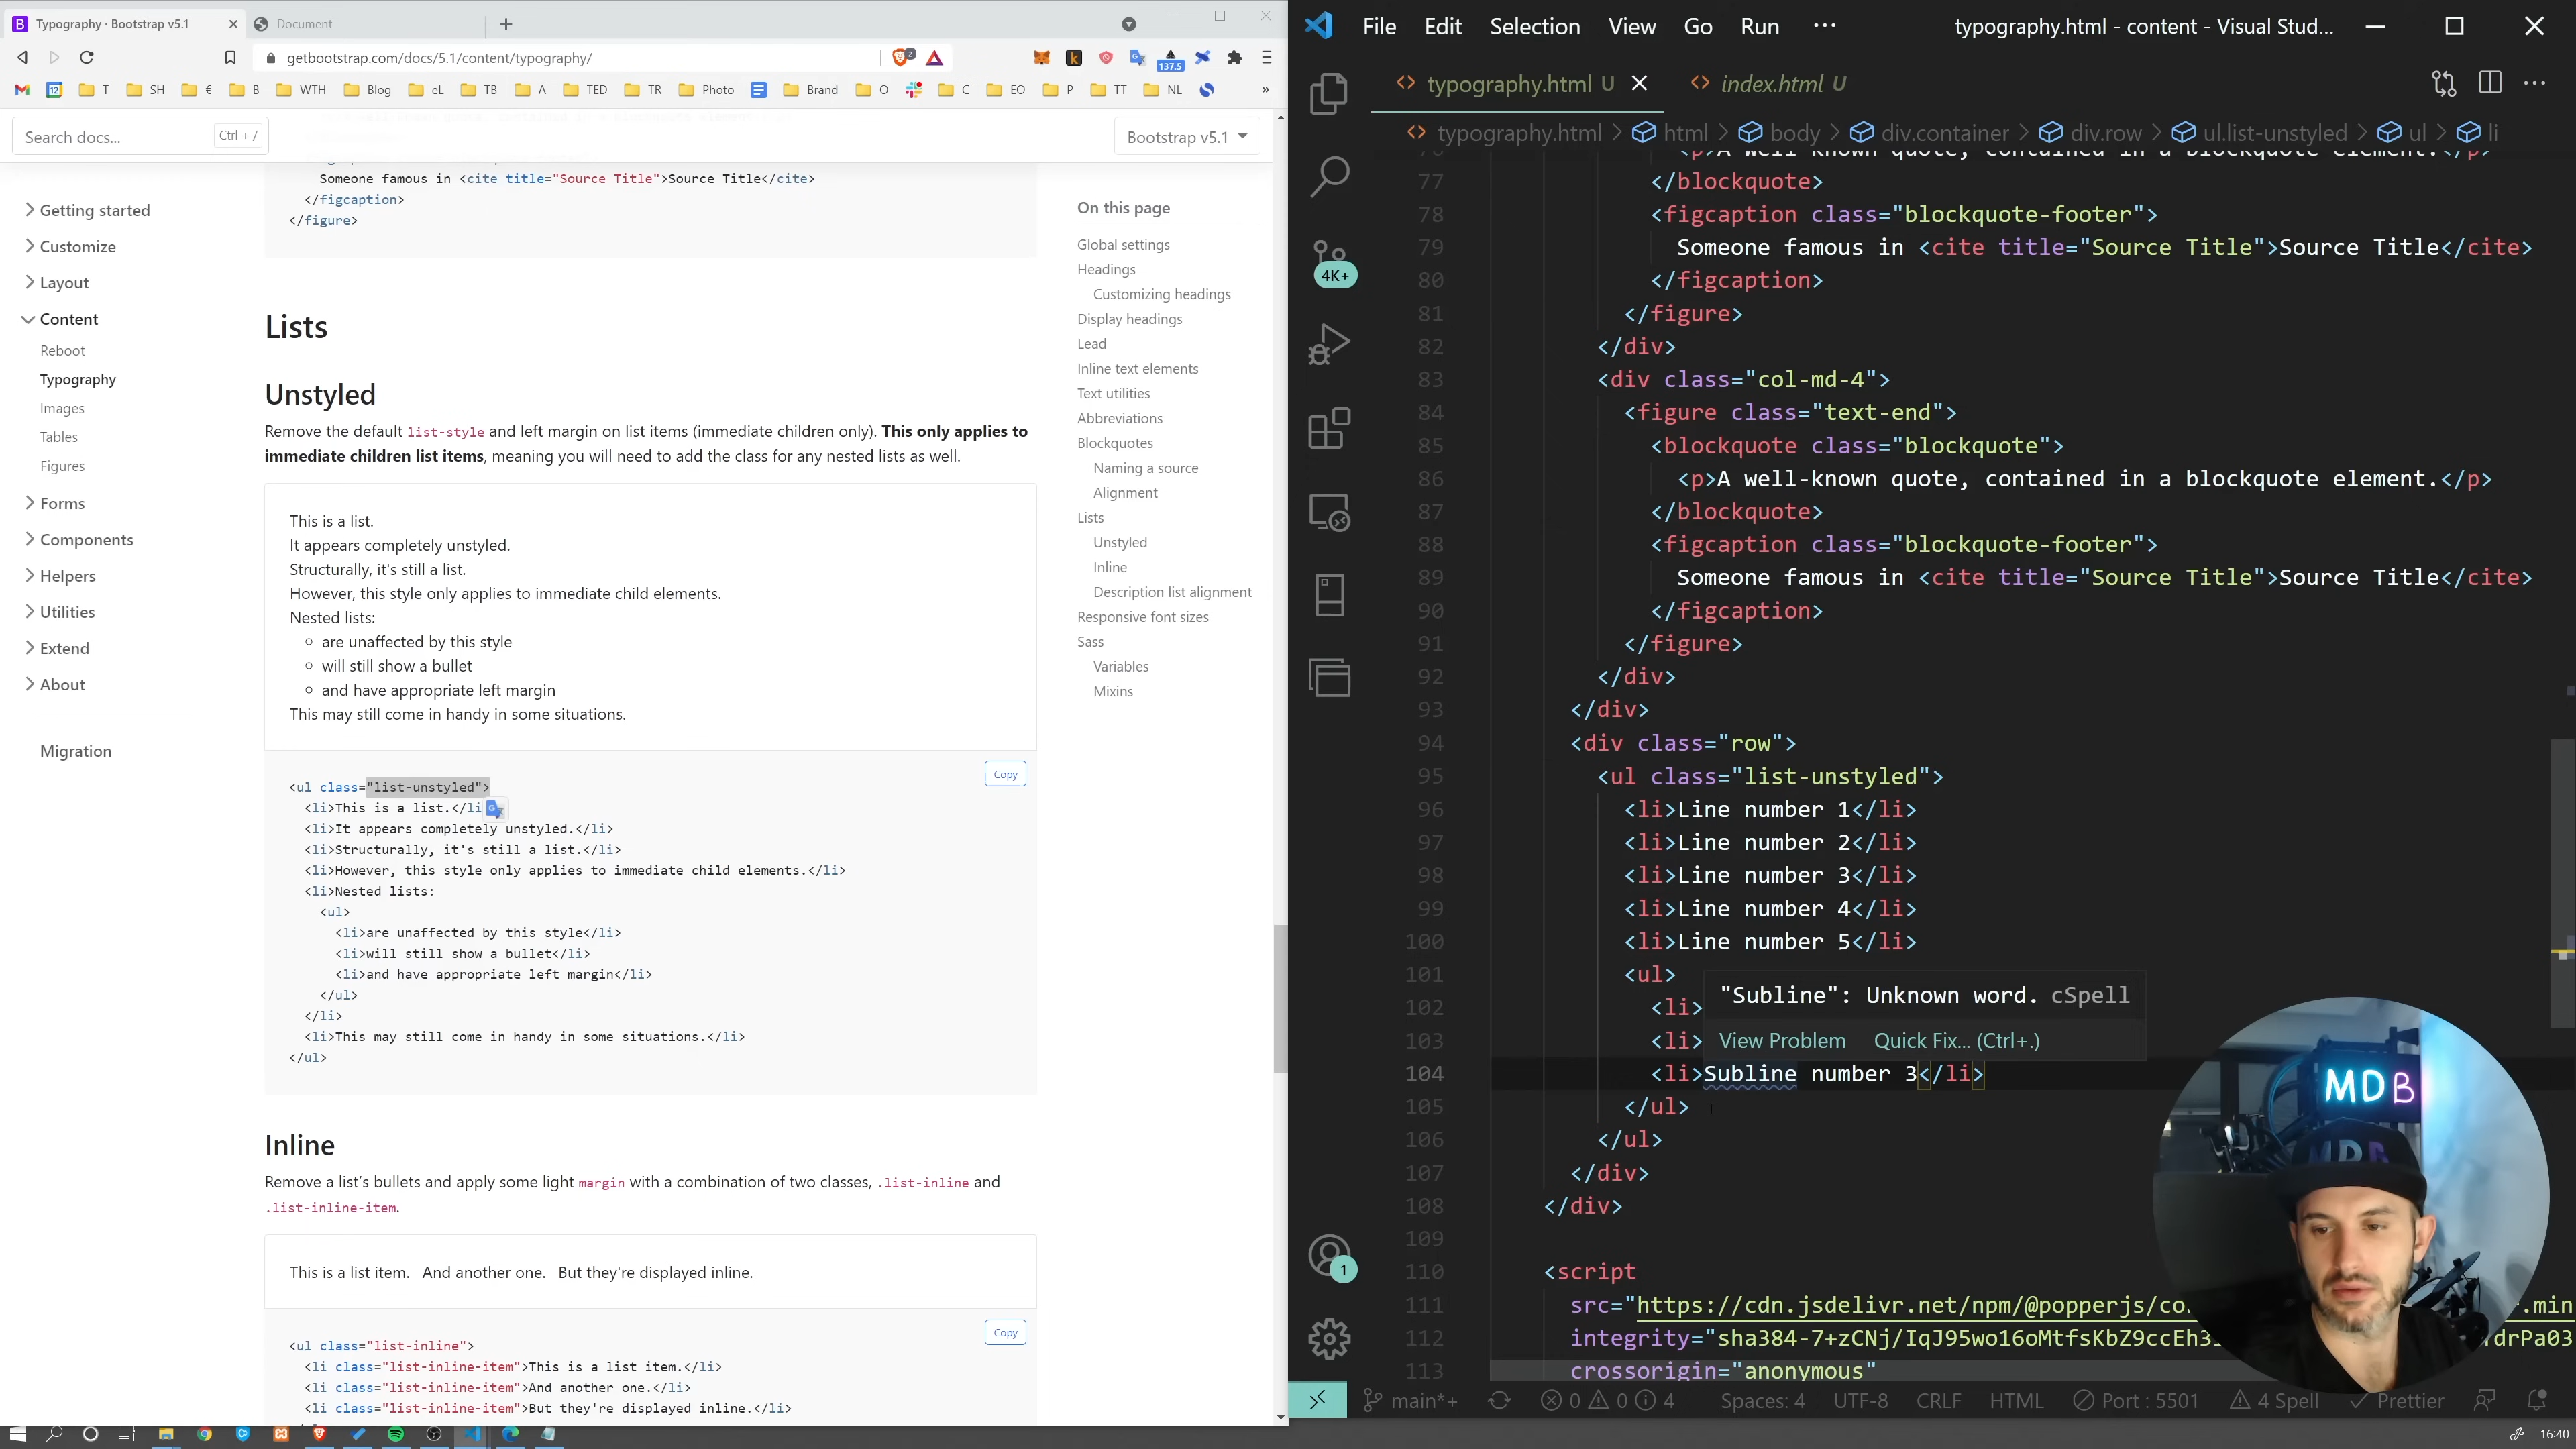 Typography · Bootstrap v5.1
Document
getbootstrap.com/docs/5.1/content/typography/
2
137.5
12
T
SH
€
B
WTH
Blog
eL
TB
A
TED
TR
Photo
Brand
O
C
EO
P
TT
NL
»
Search docs...
Ctrl + /
Bootstrap v5.1
Getting started
Customize
Layout
Content
Reboot
Typography
Images
Tables
Figures
Forms
Components
Helpers
Utilities
Extend
About
Migration
Someone famous in <cite title="Source Title">Source Title</cite>
</figcaption>
</figure>
Lists
Unstyled
Remove the default list-style and left margin on list items (immediate children only). This only applies to
immediate children list items, meaning you will need to add the class for any nested lists as well.
This is a list.
It appears completely unstyled.
Structurally, it's still a list.
However, this style only applies to immediate child elements.
Nested lists:
are unaffected by this style
will still show a bullet
and have appropriate left margin
This may still come in handy in some situations.
Copy
<ul class="list-unstyled">
<li>This is a list.</li
<li>It appears completely unstyled.</li>
<li>Structurally, it's still a list.</li>
<li>However, this style only applies to immediate child elements.</li>
<li>Nested lists:
<ul>
<li>are unaffected by this style</li>
<li>will still show a bullet</li>
<li>and have appropriate left margin</li>
</ul>
</li>
<li>This may still come in handy in some situations.</li>
</ul>
Inline
Remove a list's bullets and apply some light margin with a combination of two classes, .list-inline and
.list-inline-item.
This is a list item. And another one. But they're displayed inline.
Copy
<ul class="list-inline">
<li class="list-inline-item">This is a list item.</li>
<li class="list-inline-item">And another one.</li>
<li class="list-inline-item">But they're displayed inline.</li>
On this page
Global settings
Headings
Customizing headings
Display headings
Lead
Inline text elements
Text utilities
Abbreviations
Blockquotes
Naming a source
Alignment
Lists
Unstyled
Inline
Description list alignment
Responsive font sizes
Sass
Variables
Mixins
File Edit Selection View Go Run ···
typography.html - content - Visual Stud...
typography.html U
index.html U
typography.html > html > body > div.container > div.row > ul.list-unstyled > ul > li
4K+
1
<p>A well-known quote, contained in a blockquote element.</p>
77 </blockquote>
78 <figcaption class="blockquote-footer">
79 Someone famous in <cite title="Source Title">Source Title</cite>
80 </figcaption>
81 </figure>
82 </div>
83 <div class="col-md-4">
84 <figure class="text-end">
85 <blockquote class="blockquote">
86 <p>A well-known quote, contained in a blockquote element.</p>
87 </blockquote>
88 <figcaption class="blockquote-footer">
89 Someone famous in <cite title="Source Title">Source Title</cite>
90 </figcaption>
91 </figure>
92 </div>
93 </div>
94 <div class="row">
95 <ul class="list-unstyled">
96 <li>Line number 1</li>
97 <li>Line number 2</li>
98 <li>Line number 3</li>
99 <li>Line number 4</li>
100 <li>Line number 5</li>
101 <ul>
"Subline": Unknown word. cSpell
102 <li>
View Problem Quick Fix... (Ctrl+.)
103 <li>
104 <li>Subline number 3</li>
105 </ul>
106 </ul>
107 </div>
108 </div>
109
110 <script
111 src="https://cdn.jsdelivr.net/npm/@popperjs/co
112 integrity="sha384-7+zCNj/IqJ95wo16oMtfsKbZ9ccEh3
113 crossorigin="anonymous"
MDB
MDB
main*+
0 0 4
Spaces: 4
UTF-8
CRLF
HTML
Port : 5501
4 Spell
Prettier
16:40